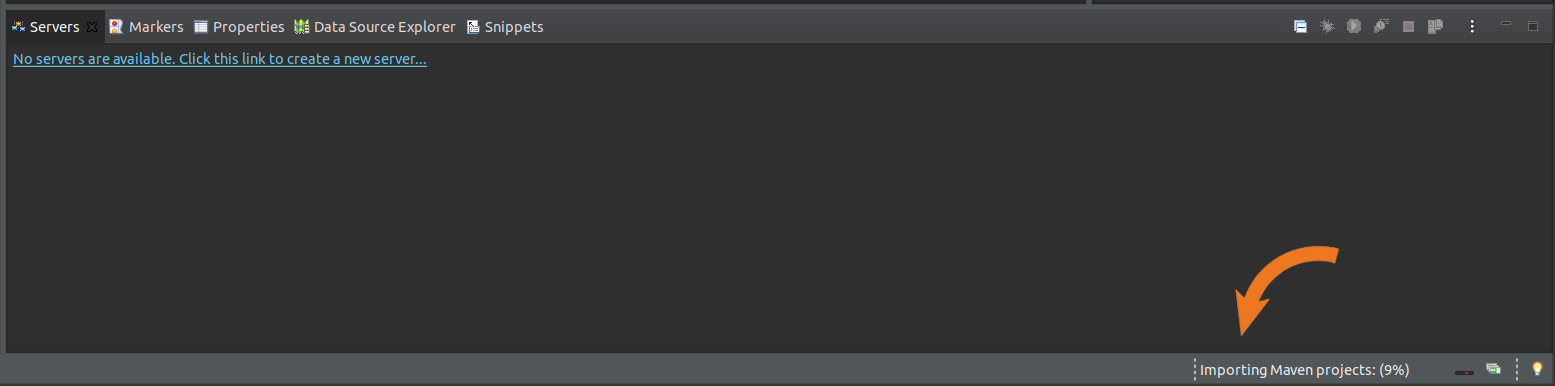 Servers Markers Properties Data Source Explorer Snippets
No servers are available. Click this link to create a new server...
Importing Maven projects: (9%)